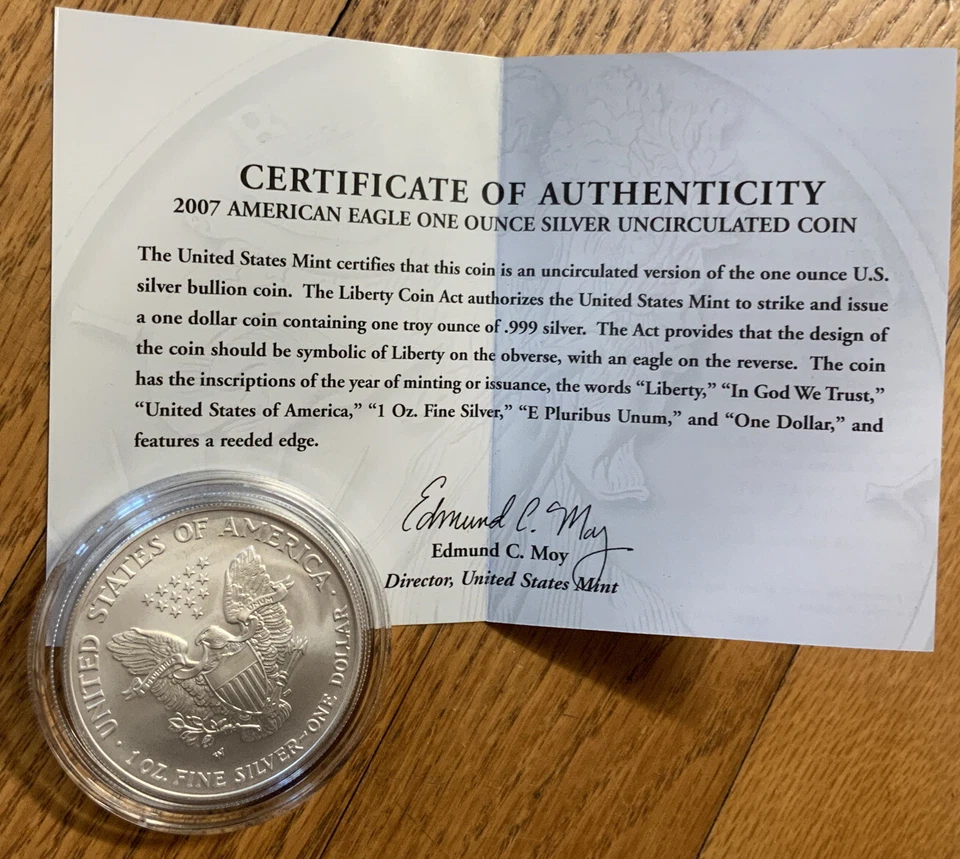 CERTIFICATE OF AUTHENTICITY
2007 AMERICAN EAGLE ONE OUNCE SILVER UNCIRCULATED COIN
The United States Mint certifies that this coin is an uncirculated version of the one ounce U.S.
silver bullion coin. The Liberty Coin Act authorizes the United States Mint to strike and issue
a one dollar coin containing one troy ounce of .999 silver. The Act provides that the design of
the coin should be symbolic of Liberty on the obverse, with an eagle on the reverse. The coin
has the inscriptions of the year of minting or issuance, the words “Liberty,” “In God We Trust,”
“United States of America,” “1 Oz. Fine Silver,” “E Pluribus Unum,” and “One Dollar,” and
features a reeded edge.
Edmund C. Moy
Edmund C. Moy
Director, United States Mint
UNITED STATES OF AMERICA
1 OZ. FINE SILVER~ONE DOLLAR
UNUM
W